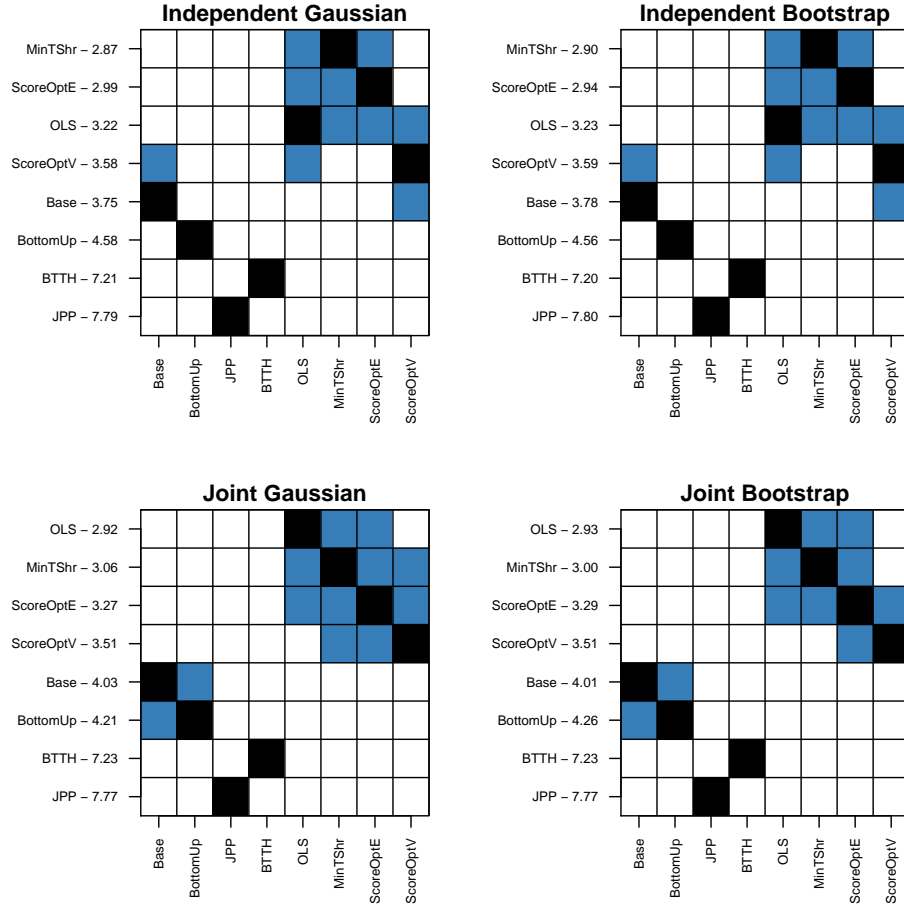 Independent Gaussian
MinTShr − 2.87
ScoreOptE − 2.99
OLS − 3.22
ScoreOptV − 3.58
Base − 3.75
BottomUp − 4.58
BTTH − 7.21
JPP − 7.79
Base
BottomUp
JPP
BTTH
OLS
MinTShr
ScoreOptE
ScoreOptV
Independent Bootstrap
MinTShr − 2.90
ScoreOptE − 2.94
OLS − 3.23
ScoreOptV − 3.59
Base − 3.78
BottomUp − 4.56
BTTH − 7.20
JPP − 7.80
Base
BottomUp
JPP
BTTH
OLS
MinTShr
ScoreOptE
ScoreOptV
Joint Gaussian
OLS − 2.92
MinTShr − 3.06
ScoreOptE − 3.27
ScoreOptV − 3.51
Base − 4.03
BottomUp − 4.21
BTTH − 7.23
JPP − 7.77
Base
BottomUp
JPP
BTTH
OLS
MinTShr
ScoreOptE
ScoreOptV
Joint Bootstrap
OLS − 2.93
MinTShr − 3.00
ScoreOptE − 3.29
ScoreOptV − 3.51
Base − 4.01
BottomUp − 4.26
BTTH − 7.23
JPP − 7.77
Base
BottomUp
JPP
BTTH
OLS
MinTShr
ScoreOptE
ScoreOptV